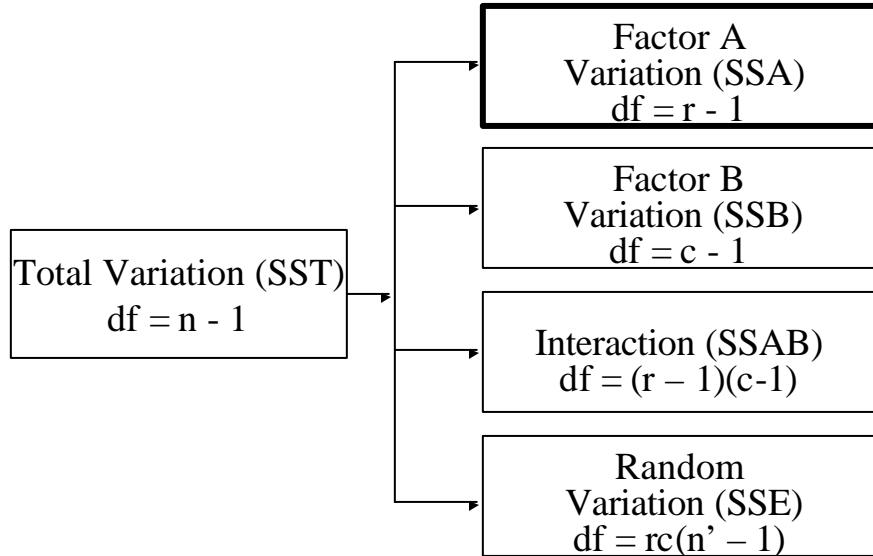 Factor A
Variation (SSA)
df = r - 1
Factor B
Variation (SSB)
df = c - 1
Total Variation (SST)
df = n - 1
Interaction (SSAB)
df = (r – 1)(c-1)
Random
Variation (SSE)
df = rc(n’ – 1)